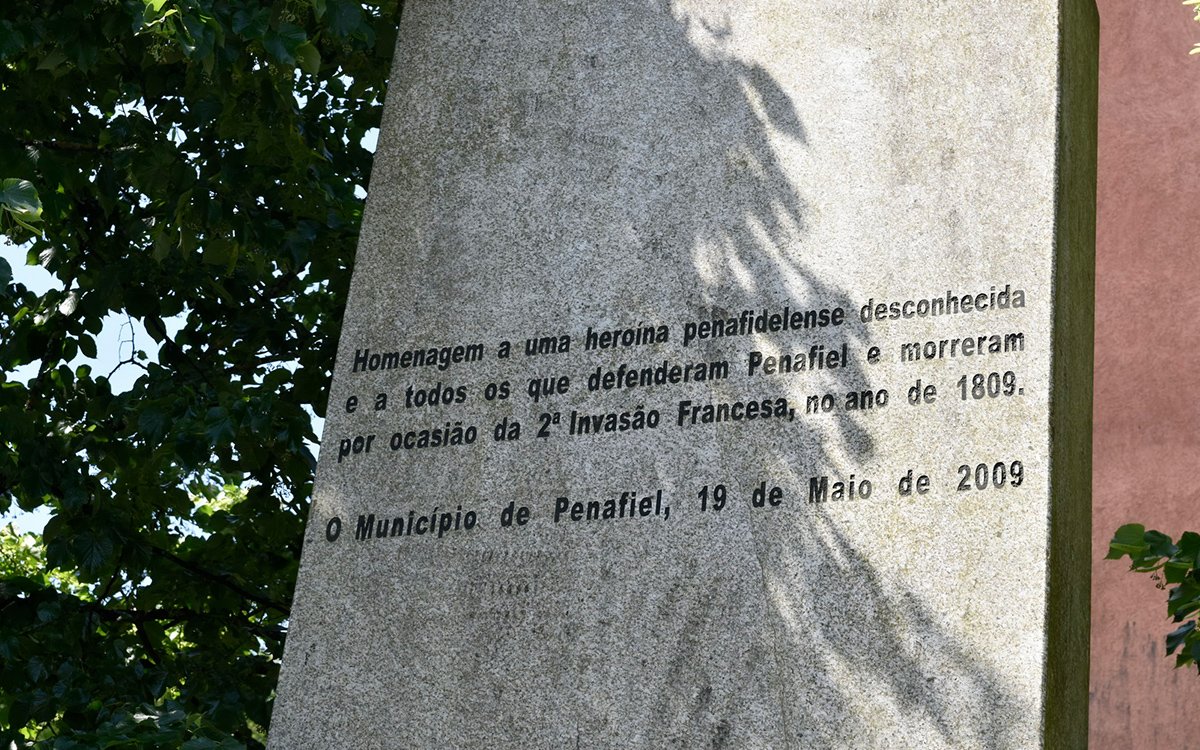 Homenagem a uma heroína penafidelense desconhecida
e a todos os que defenderam Penafiel e morreram
por ocasião da 2ª Invasão Francesa, no ano de 1809.
O Município de Penafiel, 19 de Maio de 2009